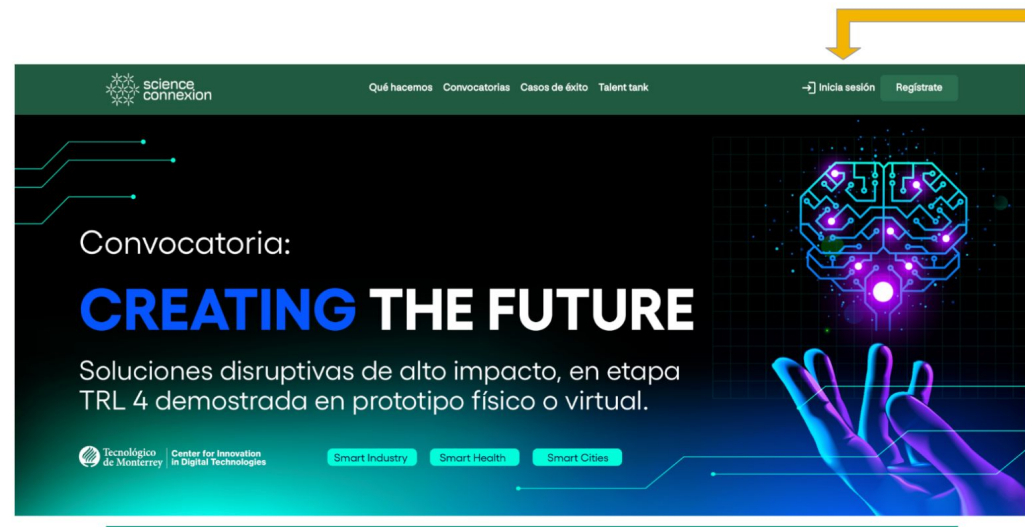 science
connexion
Qué hacemos Convocatorias Casos de éxito Talent tank
Inicia sesión Regístrate
Convocatoria:
CREATING THE FUTURE
Soluciones disruptivas de alto impacto, en etapa
TRL 4 demostrada en prototipo físico o virtual.
Tecnológico
de Monterrey
Center for Innovation
in Digital Technologies
Smart Industry Smart Health Smart Cities